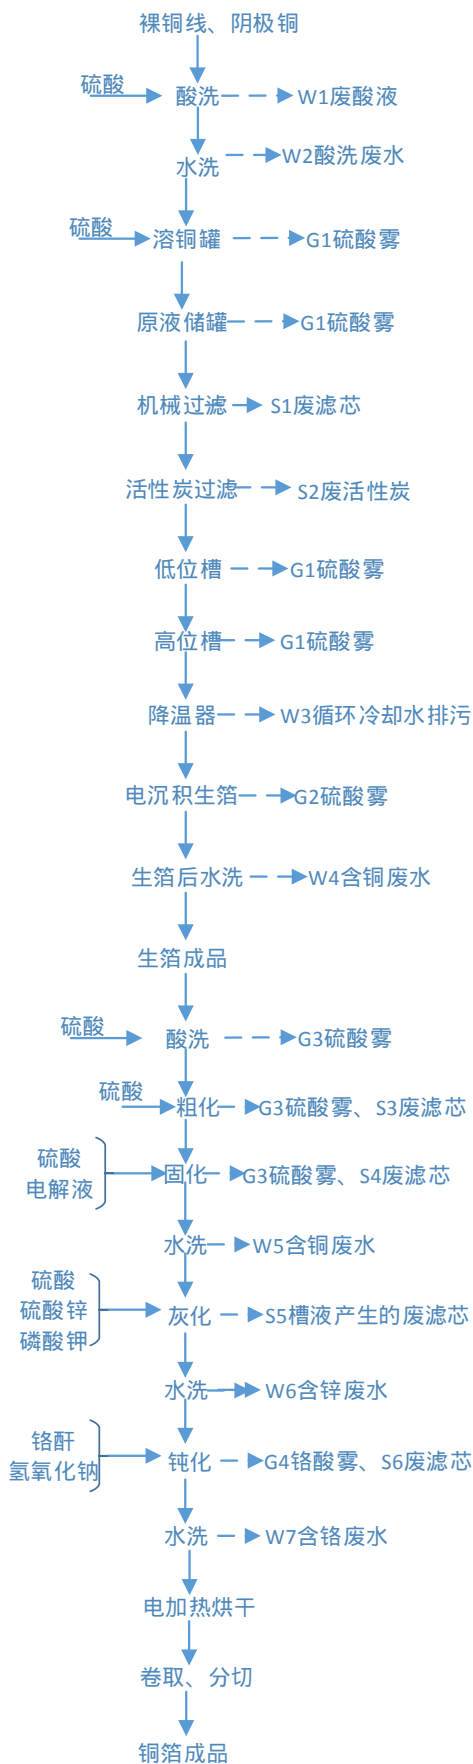 裸铜线、阴极铜
硫酸
酸洗
W1废酸液
水洗
W2酸洗废水
硫酸
溶铜罐
G1硫酸雾
原液储罐
G1硫酸雾
机械过滤
S1废滤芯
活性炭过滤
S2废活性炭
低位槽
G1硫酸雾
高位槽
G1硫酸雾
降温器
W3循环冷却水排污
电沉积生箔
G2硫酸雾
生箔后水洗
W4含铜废水
生箔成品
硫酸
酸洗
G3硫酸雾
硫酸
粗化
G3硫酸雾、S3废滤芯
硫酸
电解液
固化
G3硫酸雾、S4废滤芯
水洗
W5含铜废水
硫酸
硫酸锌
磷酸钾
灰化
S5槽液产生的废滤芯
水洗
W6含锌废水
铬酐
氢氧化钠
钝化
G4铬酸雾、S6废滤芯
水洗
W7含铬废水
电加热烘干
卷取、分切
铜箔成品